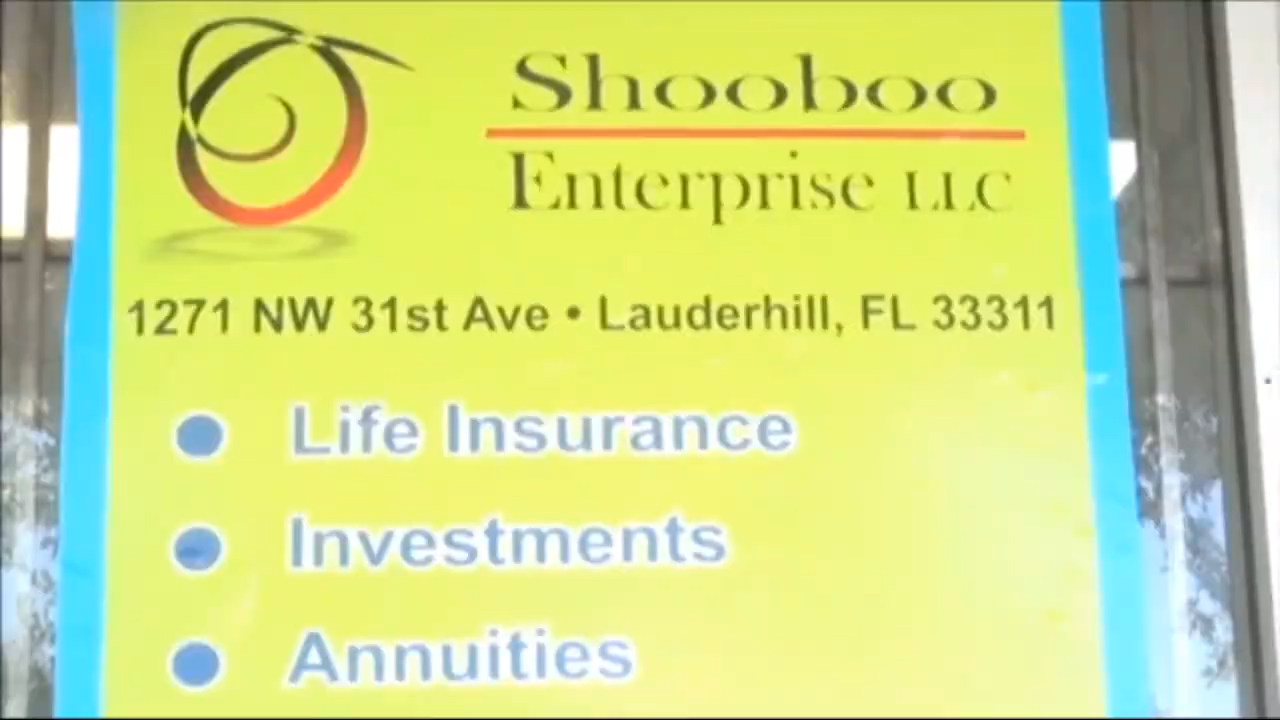 Shooboo
Enterprise LLC
1271 NW 31st Ave • Lauderhill, FL 33311
• Life Insurance
• Investments
• Annuities